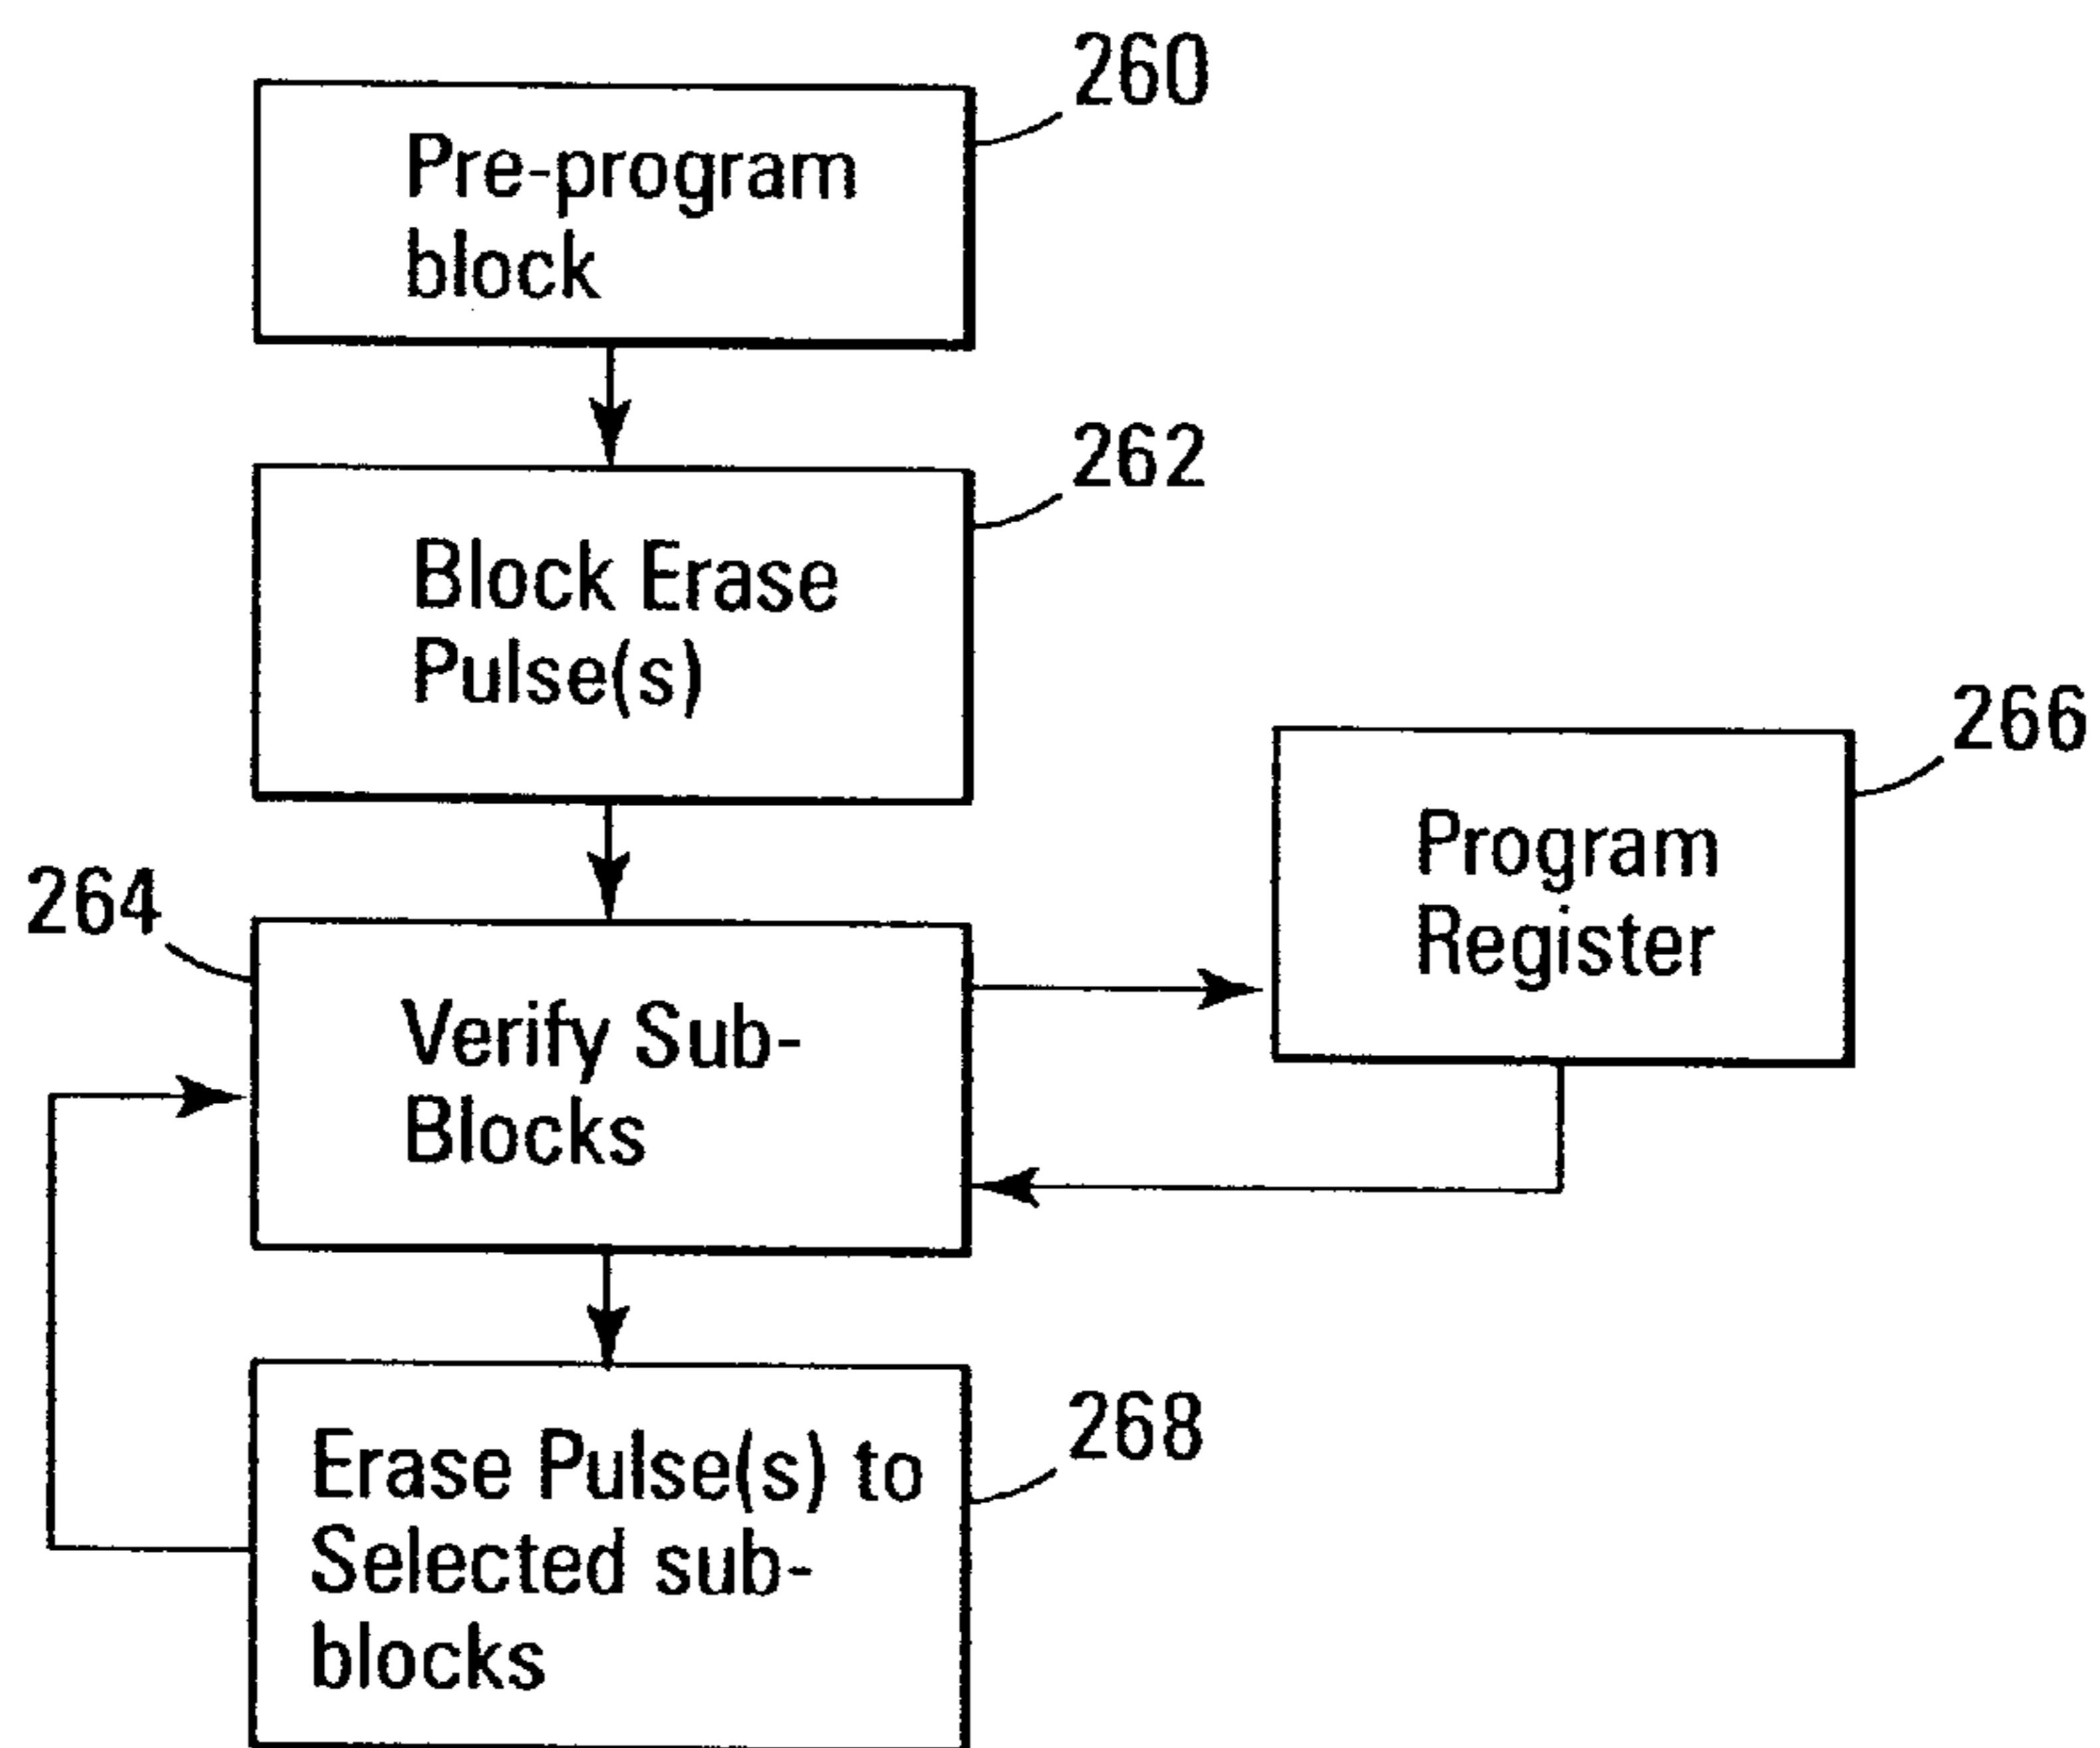 260
Pre-program
block
262
Block Erase
Pulse(s)
266
Program
Register
264
Verify Sub-
Blocks
268
Erase Pulse(s) to
Selected sub-
blocks